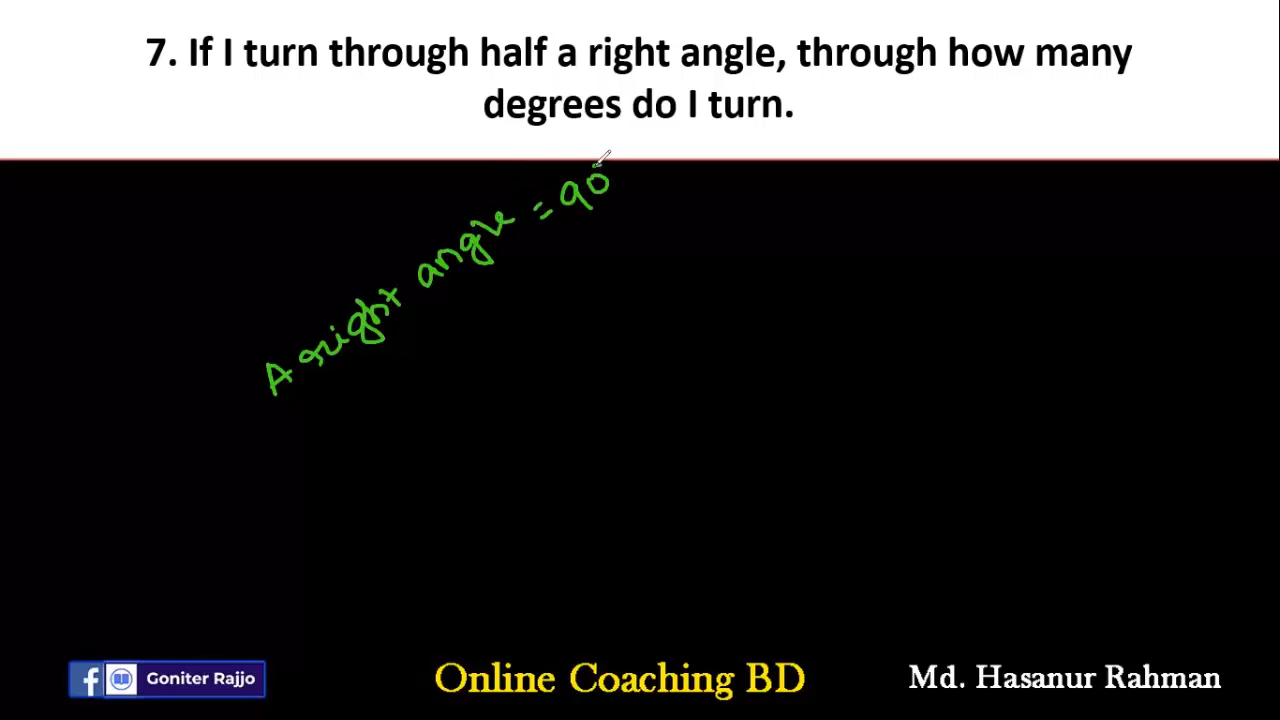 7. If I turn through half a right angle, through how many
degrees do I turn.
A right angle = 90°
Goniter Rajjo
Online Coaching BD
Md. Hasanur Rahman